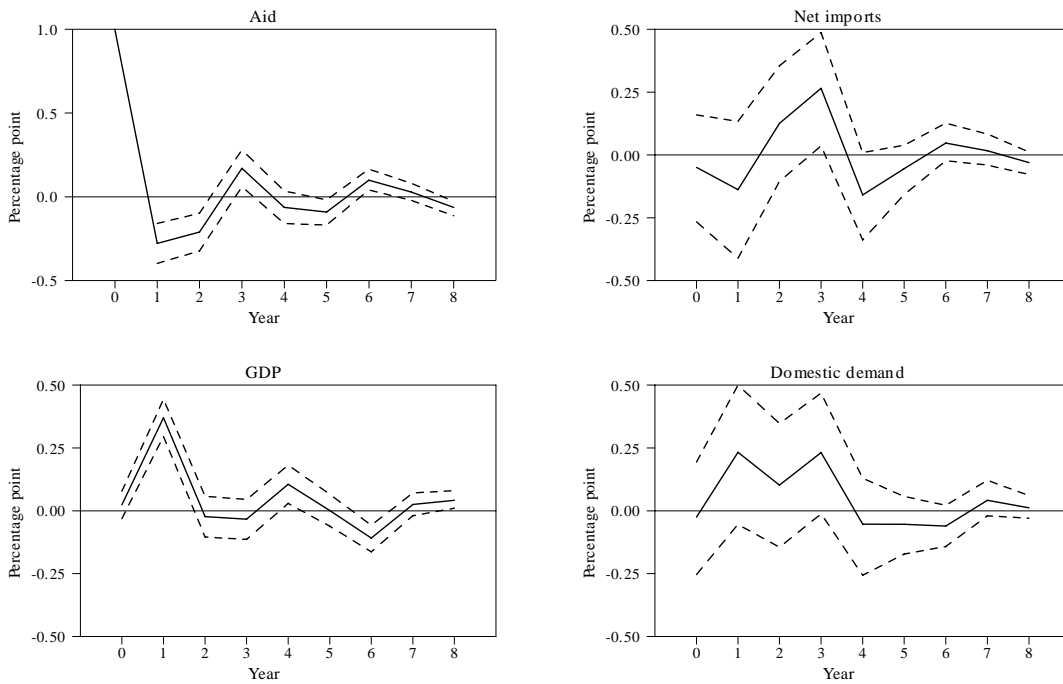 Aid
1.0
0.5
0.0
-0.5
Percentage point
0 1 2 3 4 5 6 7 8
Year
Net imports
0.50
0.25
0.00
-0.25
-0.50
Percentage point
0 1 2 3 4 5 6 7 8
Year
GDP
0.50
0.25
0.00
-0.25
-0.50
Percentage point
0 1 2 3 4 5 6 7 8
Year
Domestic demand
0.50
0.25
0.00
-0.25
-0.50
Percentage point
0 1 2 3 4 5 6 7 8
Year